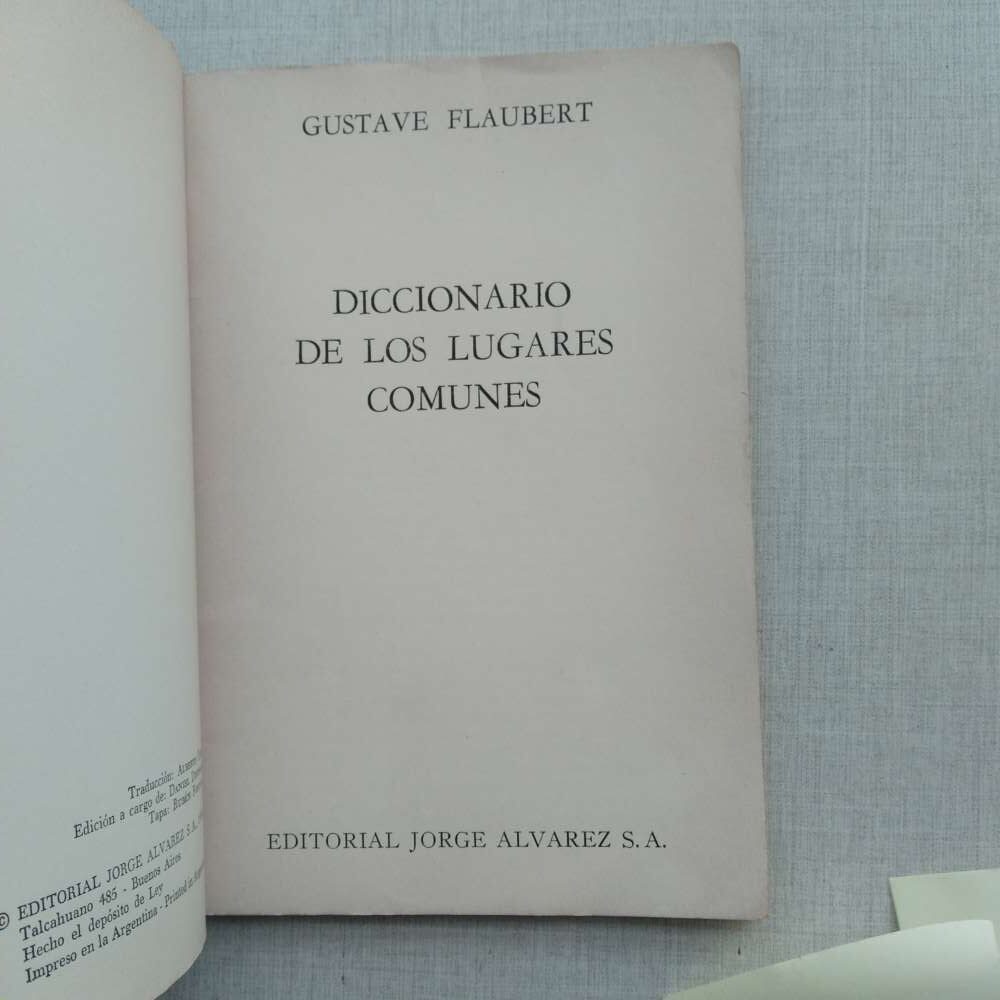 Traducción:
Edición a cargo de:
Tapa:
© EDITORIAL JORGE ALVAREZ S.A.
Talcahuano 485 - Buenos Aires
Hecho el depósito de Ley
Impreso en la Argentina - Printed in
GUSTAVE FLAUBERT
DICCIONARIO
DE LOS LUGARES
COMUNES
EDITORIAL JORGE ALVAREZ S. A.